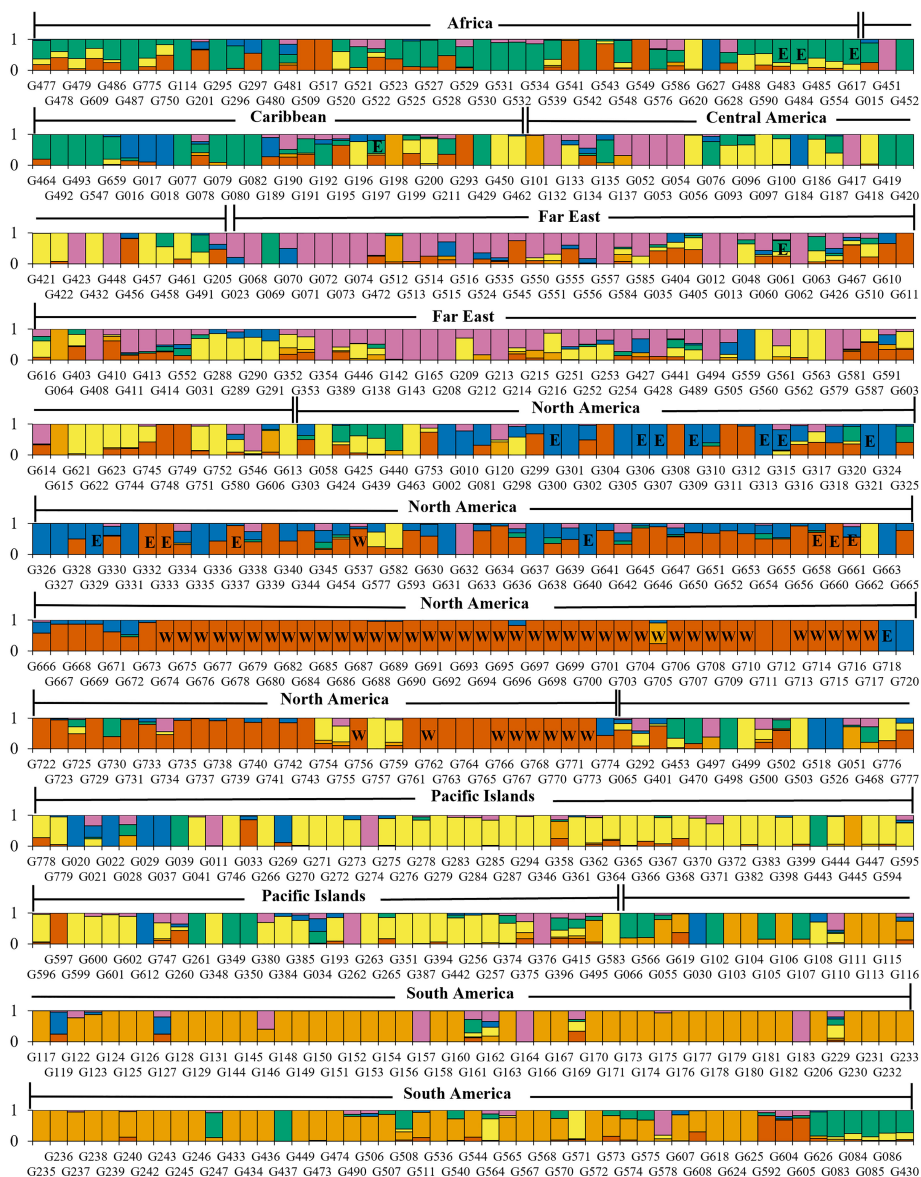 Africa
1
E E E
0
G477 G479 G486 G775 G114 G295 G297 G481 G517 G521 G523 G527 G529 G531 G539 G541 G543 G549 G586 G627 G488 G483 G485 G617 G451
G478 G609 G487 G750 G201 G296 G480 G509 G520 G522 G525 G528 G530 G532 G534 G542 G548 G576 G620 G628 G590 G484 G554 G015 G452
Caribbean Central America
1
E
0
G464 G493 G659 G017 G077 G079 G082 G190 G196 G198 G200 G293 G450 G101 G133 G135 G052 G054 G076 G096 G100 G186 G417 G419
G492 G547 G016 G018 G078 G080 G189 G191 G192 G197 G199 G211 G429 G462 G132 G134 G137 G053 G056 G093 G097 G184 G187 G418 G420
Far East
1
E
0
G421 G423 G448 G457 G461 G205 G068 G070 G072 G512 G514 G516 G524 G550 G555 G557 G585 G404 G012 G048 G061 G063 G467 G610
G422 G432 G456 G458 G491 G023 G069 G071 G073 G472 G513 G515 G535 G545 G551 G556 G584 G035 G405 G013 G060 G062 G426 G510 G611
Far East
1
0
G616 G403 G410 G413 G552 G288 G290 G352 G354 G446 G142 G165 G209 G213 G215 G251 G253 G427 G441 G494 G559 G561 G563 G581 G591
G064 G408 G411 G414 G031 G289 G291 G353 G389 G138 G143 G208 G212 G214 G216 G252 G254 G428 G489 G505 G560 G562 G579 G587 G603
North America
1
E E E E E E E
0
G614 G621 G623 G745 G749 G752 G546 G613 G058 G425 G440 G753 G010 G120 G299 G301 G304 G306 G308 G310 G312 G315 G317 G320 G324
G615 G622 G744 G748 G751 G580 G606 G303 G424 G439 G463 G002 G081 G298 G300 G302 G305 G307 G309 G311 G313 G316 G318 G321 G325
North America
1
E E E E W E E E E
0
G326 G328 G330 G332 G334 G336 G338 G340 G345 G537 G582 G630 G632 G634 G637 G639 G641 G645 G647 G651 G653 G655 G658 G661 G663
G327 G329 G331 G333 G335 G337 G339 G344 G454 G577 G593 G631 G633 G636 G638 G640 G642 G646 G650 G652 G654 G656 G660 G662 G665
North America
1
W W W W W W W W W W W W W W W W W W W W W W W W W W W W W W W W W W W W W W W E
0
G666 G668 G671 G673 G675 G677 G679 G682 G685 G687 G689 G691 G693 G695 G697 G699 G701 G704 G706 G708 G710 G712 G714 G716 G718
G667 G669 G672 G674 G676 G678 G680 G684 G686 G688 G690 G692 G694 G696 G698 G700 G703 G705 G707 G709 G711 G713 G715 G717 G720
North America
1
W W W W W W W W
0
G722 G725 G730 G733 G735 G738 G740 G742 G754 G756 G759 G762 G764 G766 G768 G771 G774 G292 G453 G497 G499 G502 G518 G051 G776
G723 G729 G731 G734 G737 G739 G741 G743 G755 G757 G760 G763 G765 G767 G770 G773 G065 G401 G470 G498 G500 G503 G526 G468 G777
Pacific Islands
1
0
G778 G020 G022 G029 G039 G011 G033 G269 G271 G273 G275 G278 G283 G285 G294 G358 G362 G365 G367 G370 G372 G383 G399 G444 G447 G595
G779 G021 G028 G037 G041 G746 G266 G270 G272 G274 G276 G279 G284 G287 G346 G361 G364 G366 G368 G371 G382 G398 G443 G445 G594
Pacific Islands
1
0
G597 G600 G602 G747 G261 G349 G380 G385 G153 G193 G263 G351 G394 G256 G374 G376 G415 G583 G566 G619 G102 G104 G106 G108 G111 G115
G596 G599 G601 G612 G260 G348 G350 G384 G034 G262 G265 G387 G442 G257 G375 G396 G495 G066 G055 G030 G103 G105 G107 G110 G113 G116
South America
1
0
G117 G122 G124 G126 G128 G131 G145 G148 G150 G152 G154 G157 G160 G162 G164 G167 G170 G173 G175 G177 G179 G181 G183 G229 G231 G233
G119 G123 G125 G127 G129 G144 G146 G149 G151 G153 G156 G158 G161 G163 G166 G169 G171 G174 G176 G178 G180 G182 G206 G230 G232
South America
1
0
G236 G238 G240 G243 G246 G434 G449 G474 G506 G508 G536 G544 G565 G568 G571 G573 G575 G607 G618 G625 G604 G626 G084 G086
G235 G237 G239 G242 G245 G247 G437 G473 G490 G507 G511 G540 G564 G567 G570 G572 G574 G578 G608 G624 G592 G605 G083 G085 G430